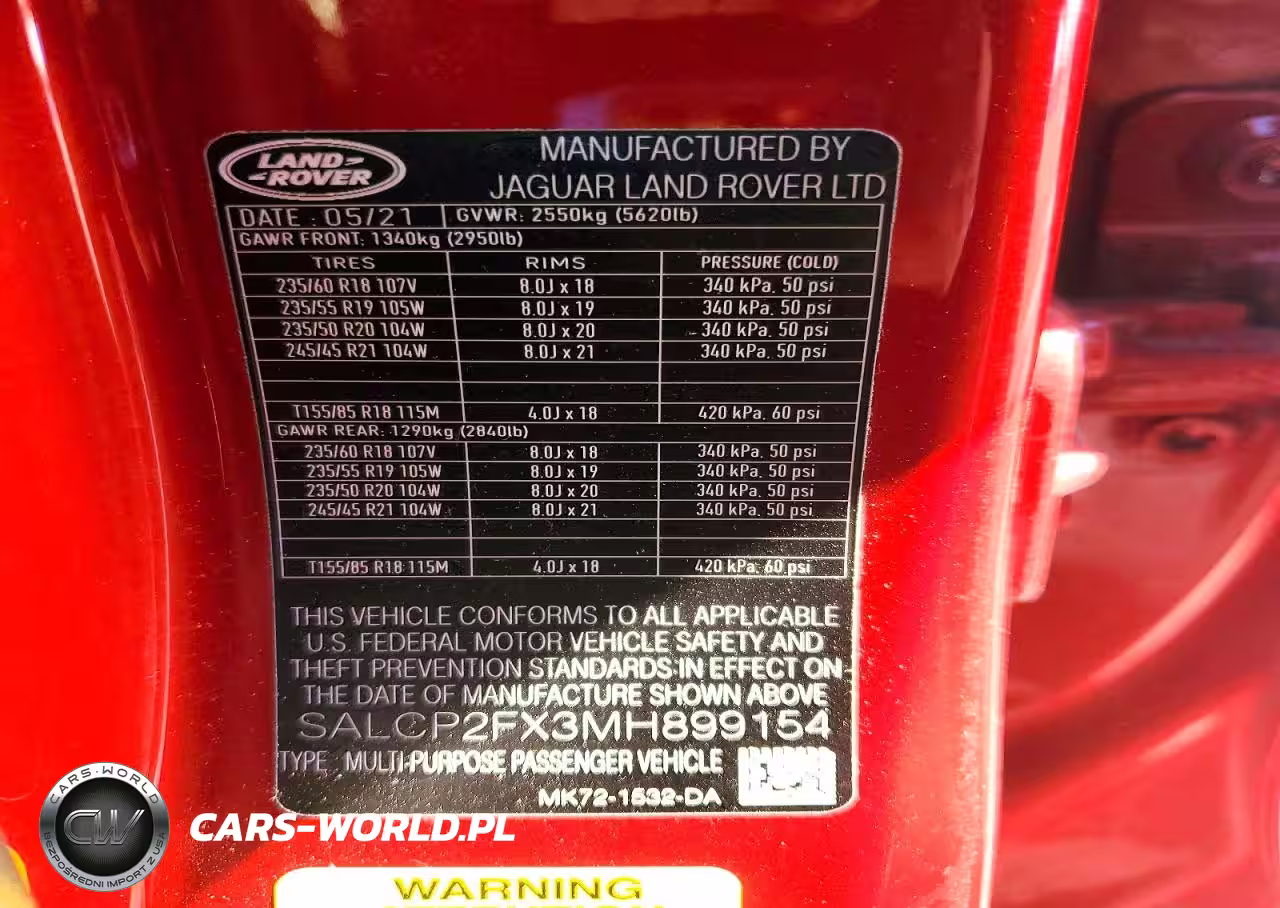 LAND-
-ROVER
MANUFACTURED BY
JAGUAR LAND ROVER LTD
DATE : 05/21 GVWR: 2550kg (5620lb)
GAWR FRONT: 1340kg (2950lb)
TIRES RIMS PRESSURE (COLD)
235/60 R18 107V 8.0J x 18 340 kPa. 50 psi
235/55 R19 105W 8.0J x 19 340 kPa. 50 psi
235/50 R20 104W 8.0J x 20 340 kPa. 50 psi
245/45 R21 104W 8.0J x 21 340 kPa. 50 psi
T155/85 R18 115M 4.0J x 18 420 kPa. 60 psi
GAWR REAR: 1290kg (2840lb)
235/60 R18 107V 8.0J x 18 340 kPa. 50 psi
235/55 R19 105W 8.0J x 19 340 kPa. 50 psi
235/50 R20 104W 8.0J x 20 340 kPa. 50 psi
245/45 R21 104W 8.0J x 21 340 kPa. 50 psi
T155/85 R18 115M 4.0J x 18 420 kPa. 60 psi
THIS VEHICLE CONFORMS TO ALL APPLICABLE
U.S. FEDERAL MOTOR VEHICLE SAFETY AND
THEFT PREVENTION STANDARDS IN EFFECT ON
THE DATE OF MANUFACTURE SHOWN ABOVE
SALCP2FX3MH899154
TYPE : MULTI-PURPOSE PASSENGER VEHICLE
MK72-1532-DA
CARS-WORLD
CW
BEZPOŚREDNI IMPORT Z USA
CARS-WORLD.PL
WARNING